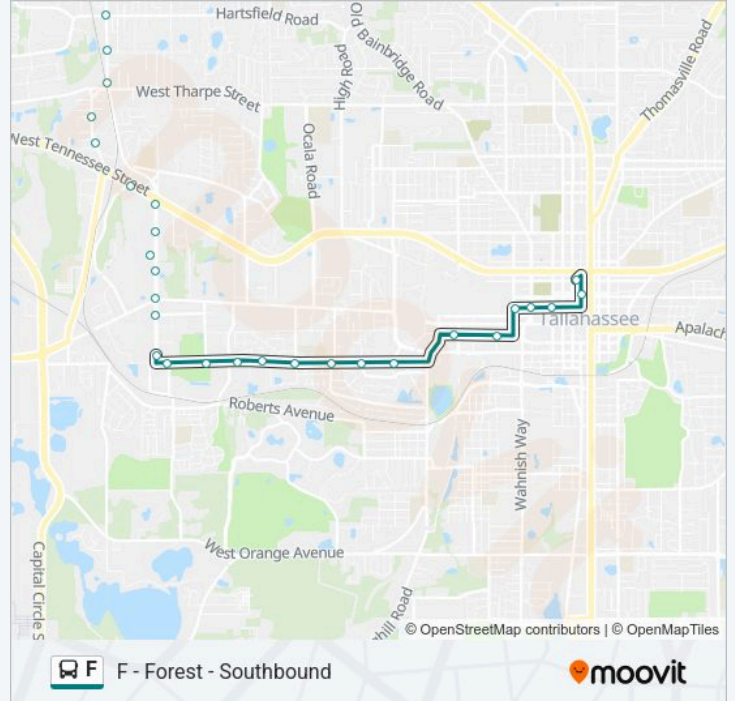 Hartsfield Road
Old Bainbridge Road
High Road
Thomasville Road
West Tharpe Street
Ocala Road
West Tennessee Street
Tallahassee
Apalach
Roberts Avenue
Wahnish Way
West Orange Avenue
Capital Circle S
hill Road
© OpenStreetMap contributors | © OpenMapTiles
F F - Forest - Southbound
moovit